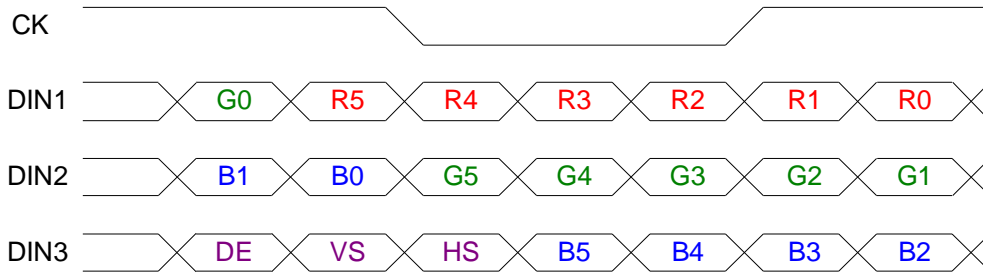 CK
DIN1 G0 R5 R4 R3 R2 R1 R0
DIN2 B1 B0 G5 G4 G3 G2 G1
DIN3 DE VS HS B5 B4 B3 B2